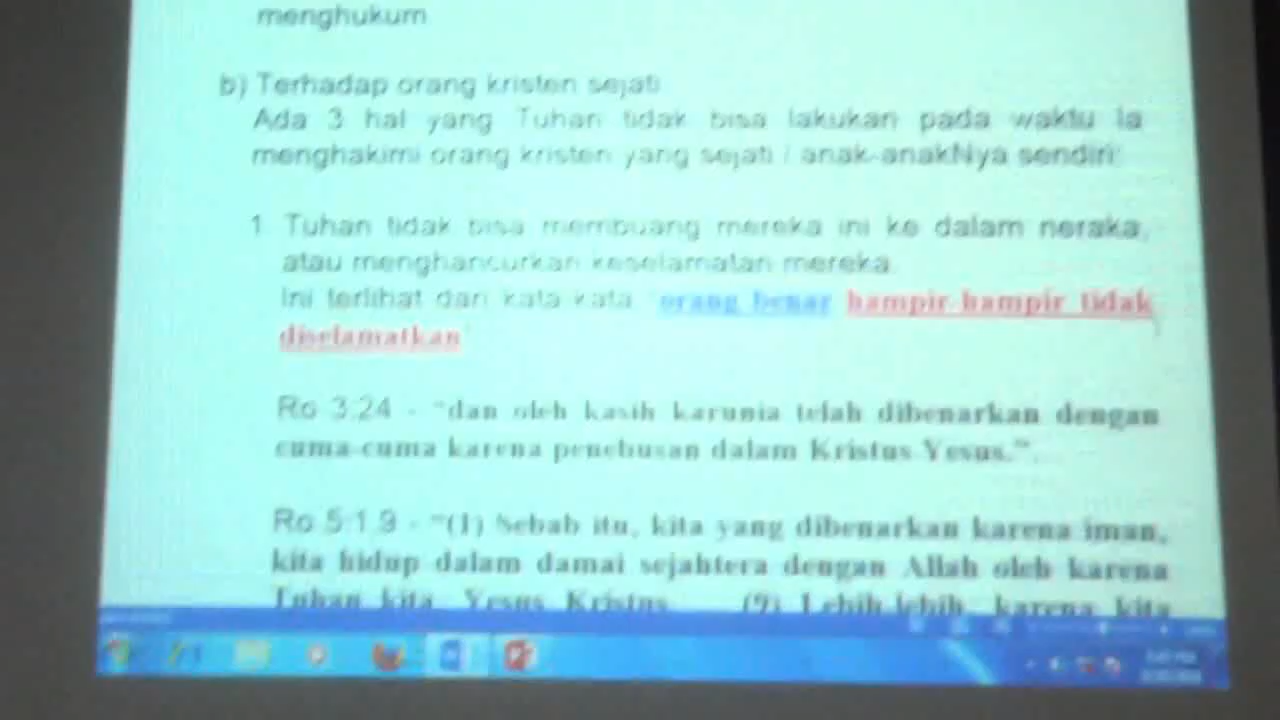 menghukum
b) Terhadap orang kristen sejati
Ada 3 hal yang Tuhan tidak bisa lakukan pada waktu Ia
menghakimi orang kristen yang sejati / anak-anakNya sendiri:
1. Tuhan tidak bisa membuang mereka ini ke dalam neraka,
atau menghancurkan keselamatan mereka.
Ini terlihat dari kata-kata 'orang benar hampir-hampir tidak
diselamatkan'
Ro 3:24 - "dan oleh kasih karunia telah dibenarkan dengan
cuma-cuma karena penebusan dalam Kristus Yesus.".
Ro 5:1,9 - "(1) Sebab itu, kita yang dibenarkan karena iman,
kita hidup dalam damai sejahtera dengan Allah oleh karena
Tuhan kita, Yesus Kristus. ... (9) Lebih-lebih, karena kita